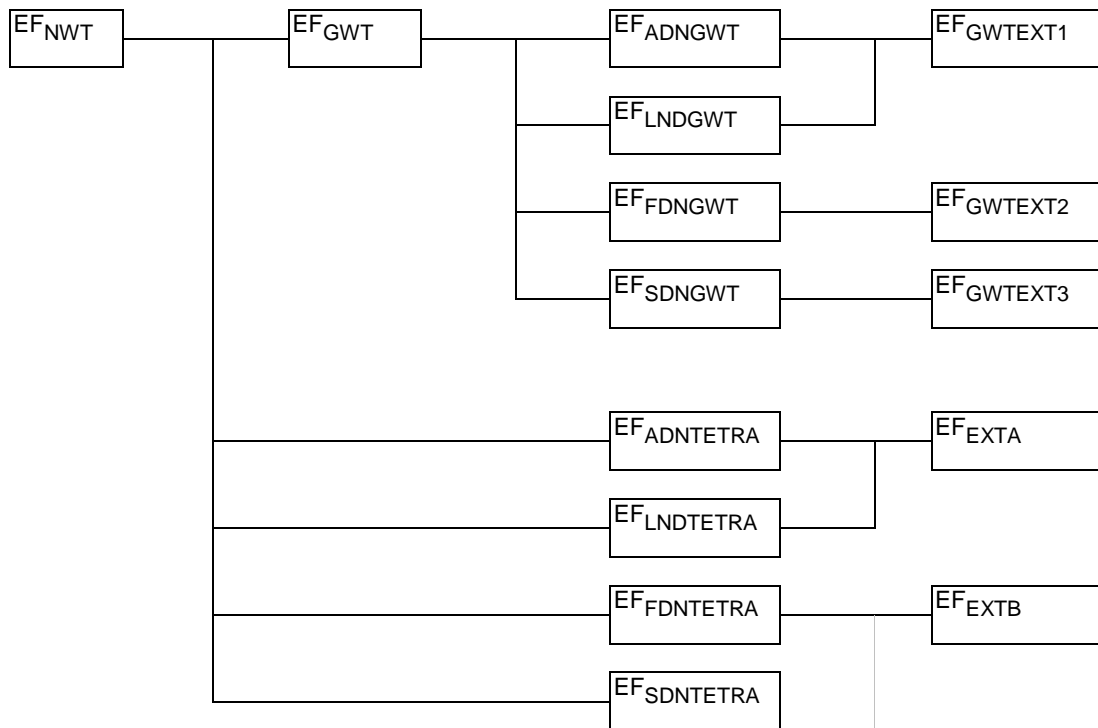 EFNWT
EFGWT
EFADNGWT
EFGWTEXT1
EFLNDGWT
EFFDNGWT
EFGWTEXT2
EFSDNGWT
EFGWTEXT3
EFADNTETRA
EFEXTA
EFLNDTETRA
EFFDNTETRA
EFEXTB
EFSDNTETRA